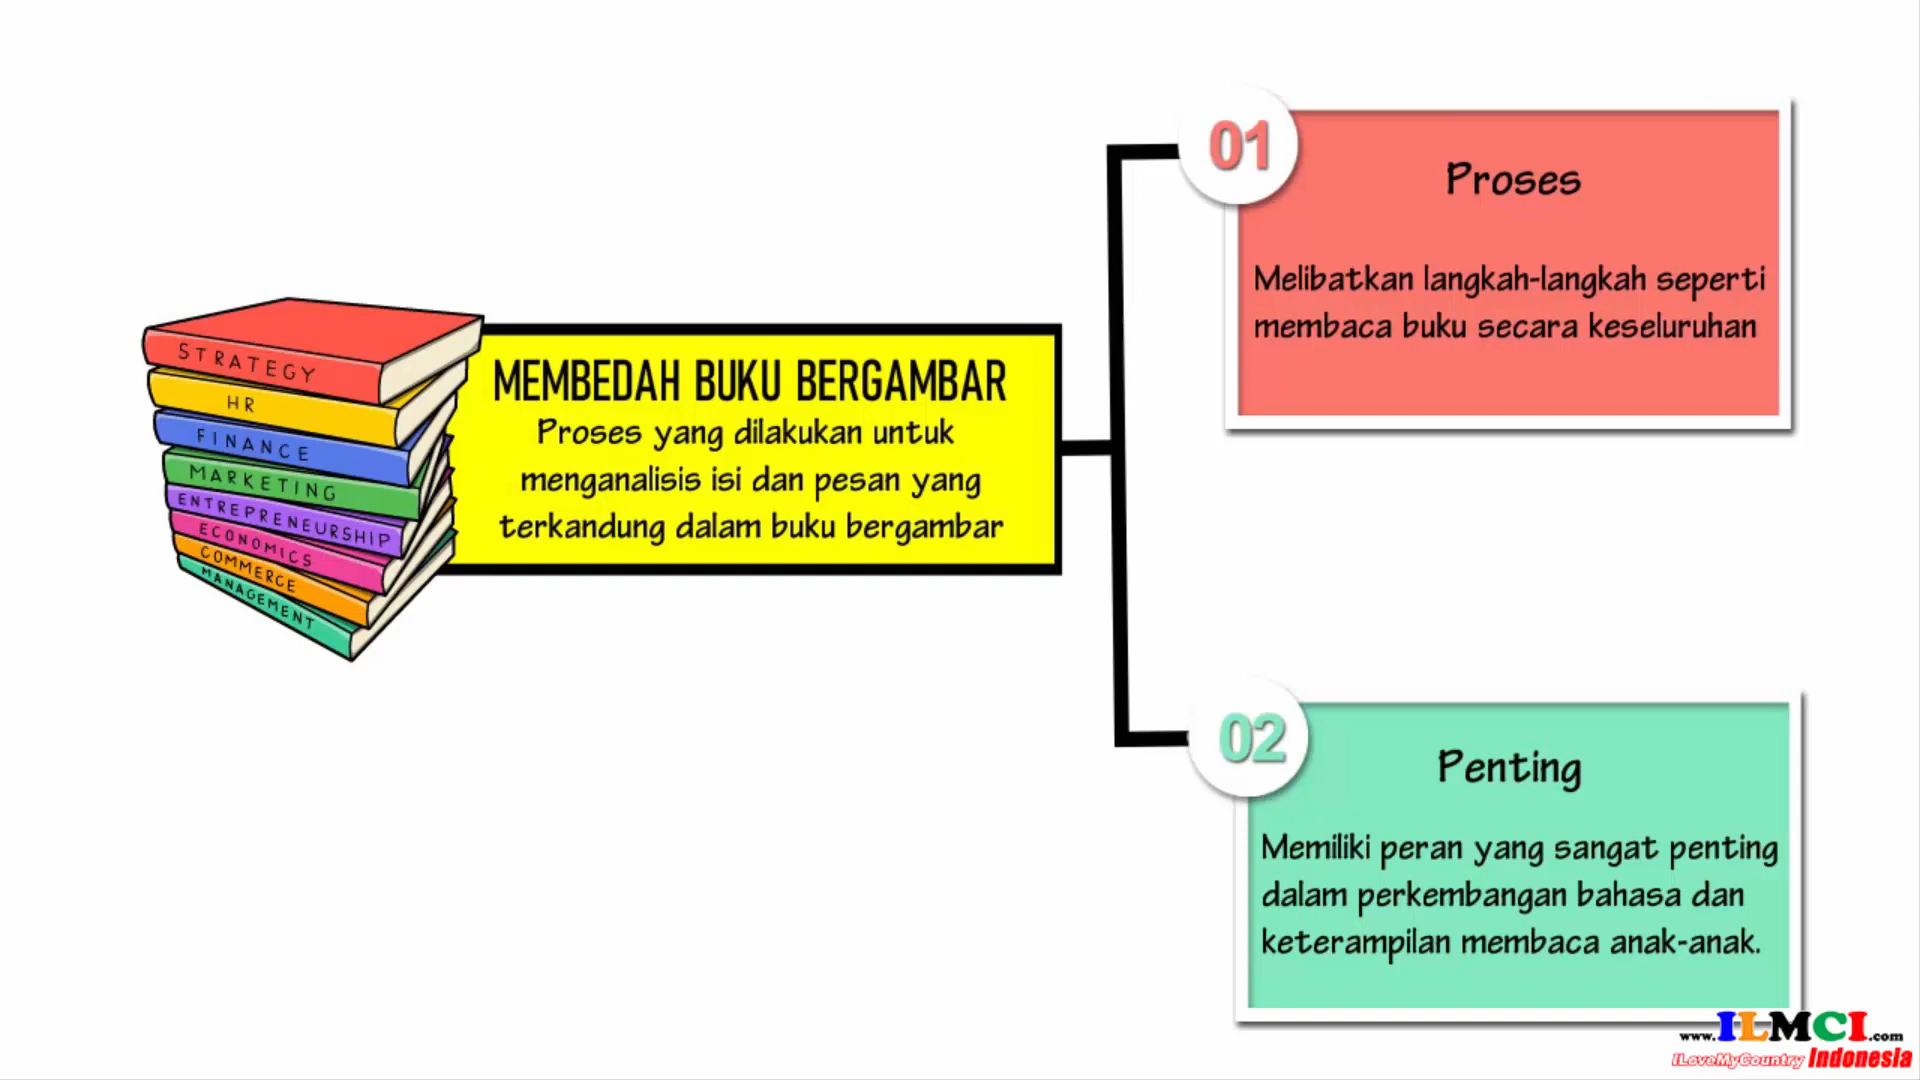 STRATEGY
HR
FINANCE
MARKETING
ENTREPRENEURSHIP
ECONOMICS
COMMERCE
MANAGEMENT
MEMBEDAH BUKU BERGAMBAR
Proses yang dilakukan untuk
menganalisis isi dan pesan yang
terkandung dalam buku bergambar
01
Proses
Melibatkan langkah-langkah seperti
membaca buku secara keseluruhan
02
Penting
Memiliki peran yang sangat penting
dalam perkembangan bahasa dan
keterampilan membaca anak-anak.
www.ILMCI.com
ILoveMyCountry Indonesia